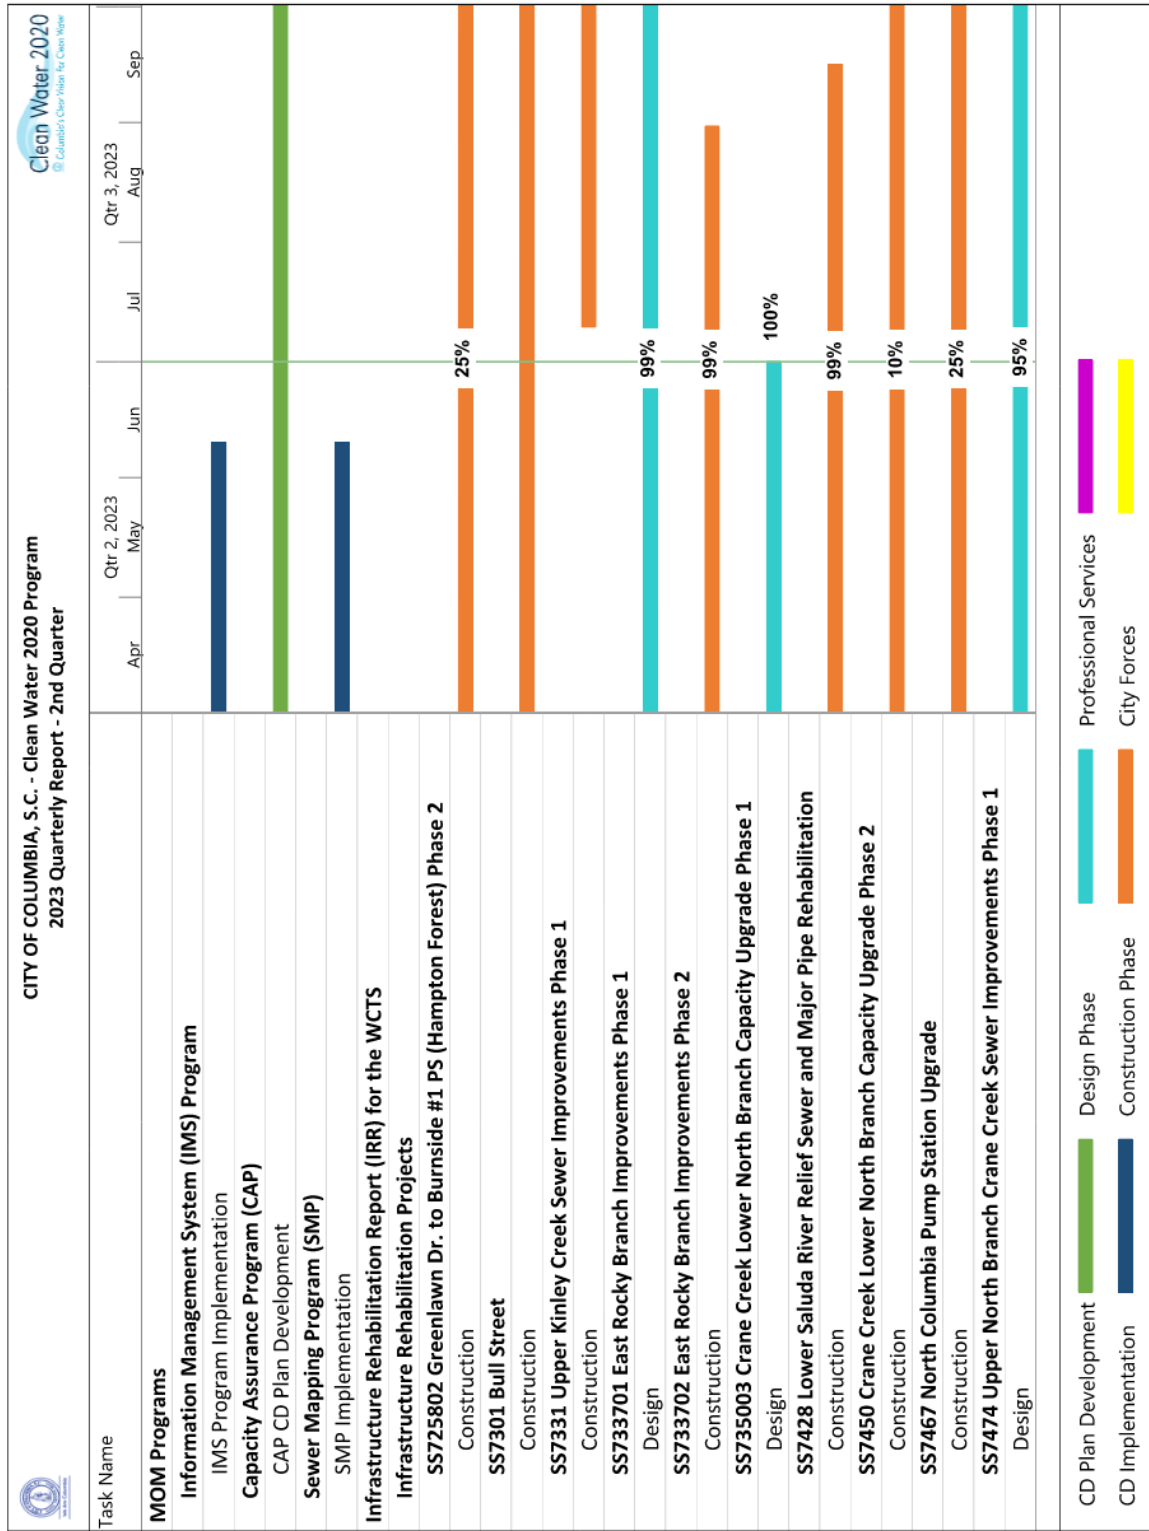 CITY OF COLUMBIA, S.C. - Clean Water 2020 Program
2023 Quarterly Report - 2nd Quarter
Clean Water 2020
@ Columbia's Clear Vision for Clean Water
Task Name
Qtr 2, 2023
Qtr 3, 2023
Apr
May
Jun
Jul
Aug
Sep
MOM Programs
Information Management System (IMS) Program
IMS Program Implementation
Capacity Assurance Program (CAP)
CAP CD Plan Development
Sewer Mapping Program (SMP)
SMP Implementation
Infrastructure Rehabilitation Report (IRR) for the WCTS
Infrastructure Rehabilitation Projects
SS725802 Greenlawn Dr. to Burnside #1 PS (Hampton Forest) Phase 2
Construction 25%
SS7301 Bull Street
Construction
SS7331 Upper Kinley Creek Sewer Improvements Phase 1
Construction
SS733701 East Rocky Branch Improvements Phase 1
Design 99%
SS733702 East Rocky Branch Improvements Phase 2
Construction 99%
SS735003 Crane Creek Lower North Branch Capacity Upgrade Phase 1
Design 100%
SS7428 Lower Saluda River Relief Sewer and Major Pipe Rehabilitation
Construction 99%
SS7450 Crane Creek Lower North Branch Capacity Upgrade Phase 2
Construction 10%
SS7467 North Columbia Pump Station Upgrade
Construction 25%
SS7474 Upper North Branch Crane Creek Sewer Improvements Phase 1
Design 95%
CD Plan Development
Design Phase
Professional Services
CD Implementation
Construction Phase
City Forces